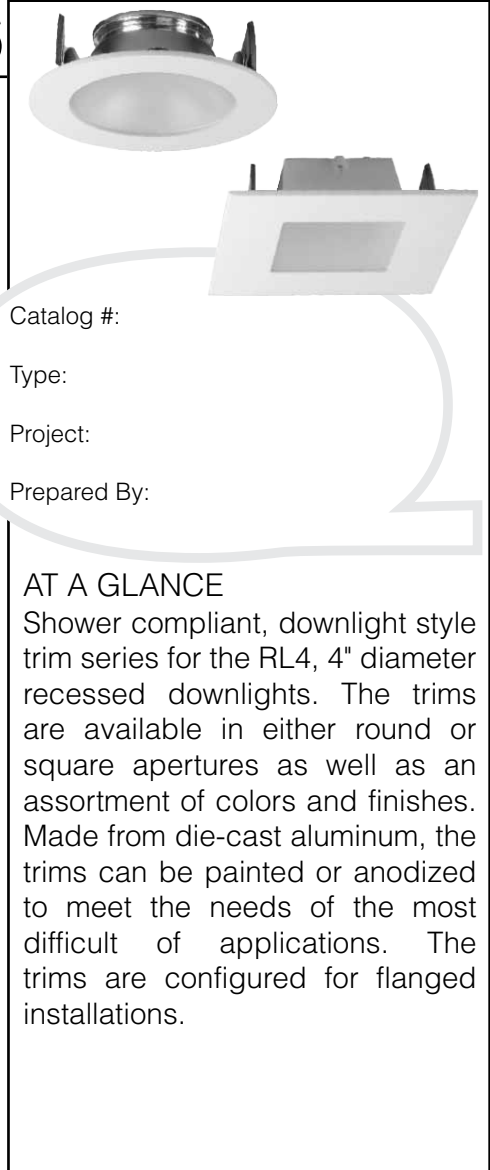 Catalog #:
Type:
Project:
Prepared By:
AT A GLANCE
Shower compliant, downlight style
trim series for the RL4, 4" diameter
recessed downlights. The trims
are available in either round or
square apertures as well as an
assortment of colors and finishes.
Made from die-cast aluminum, the
trims can be painted or anodized
to meet the needs of the most
difficult of applications. The
trims are configured for flanged
installations.